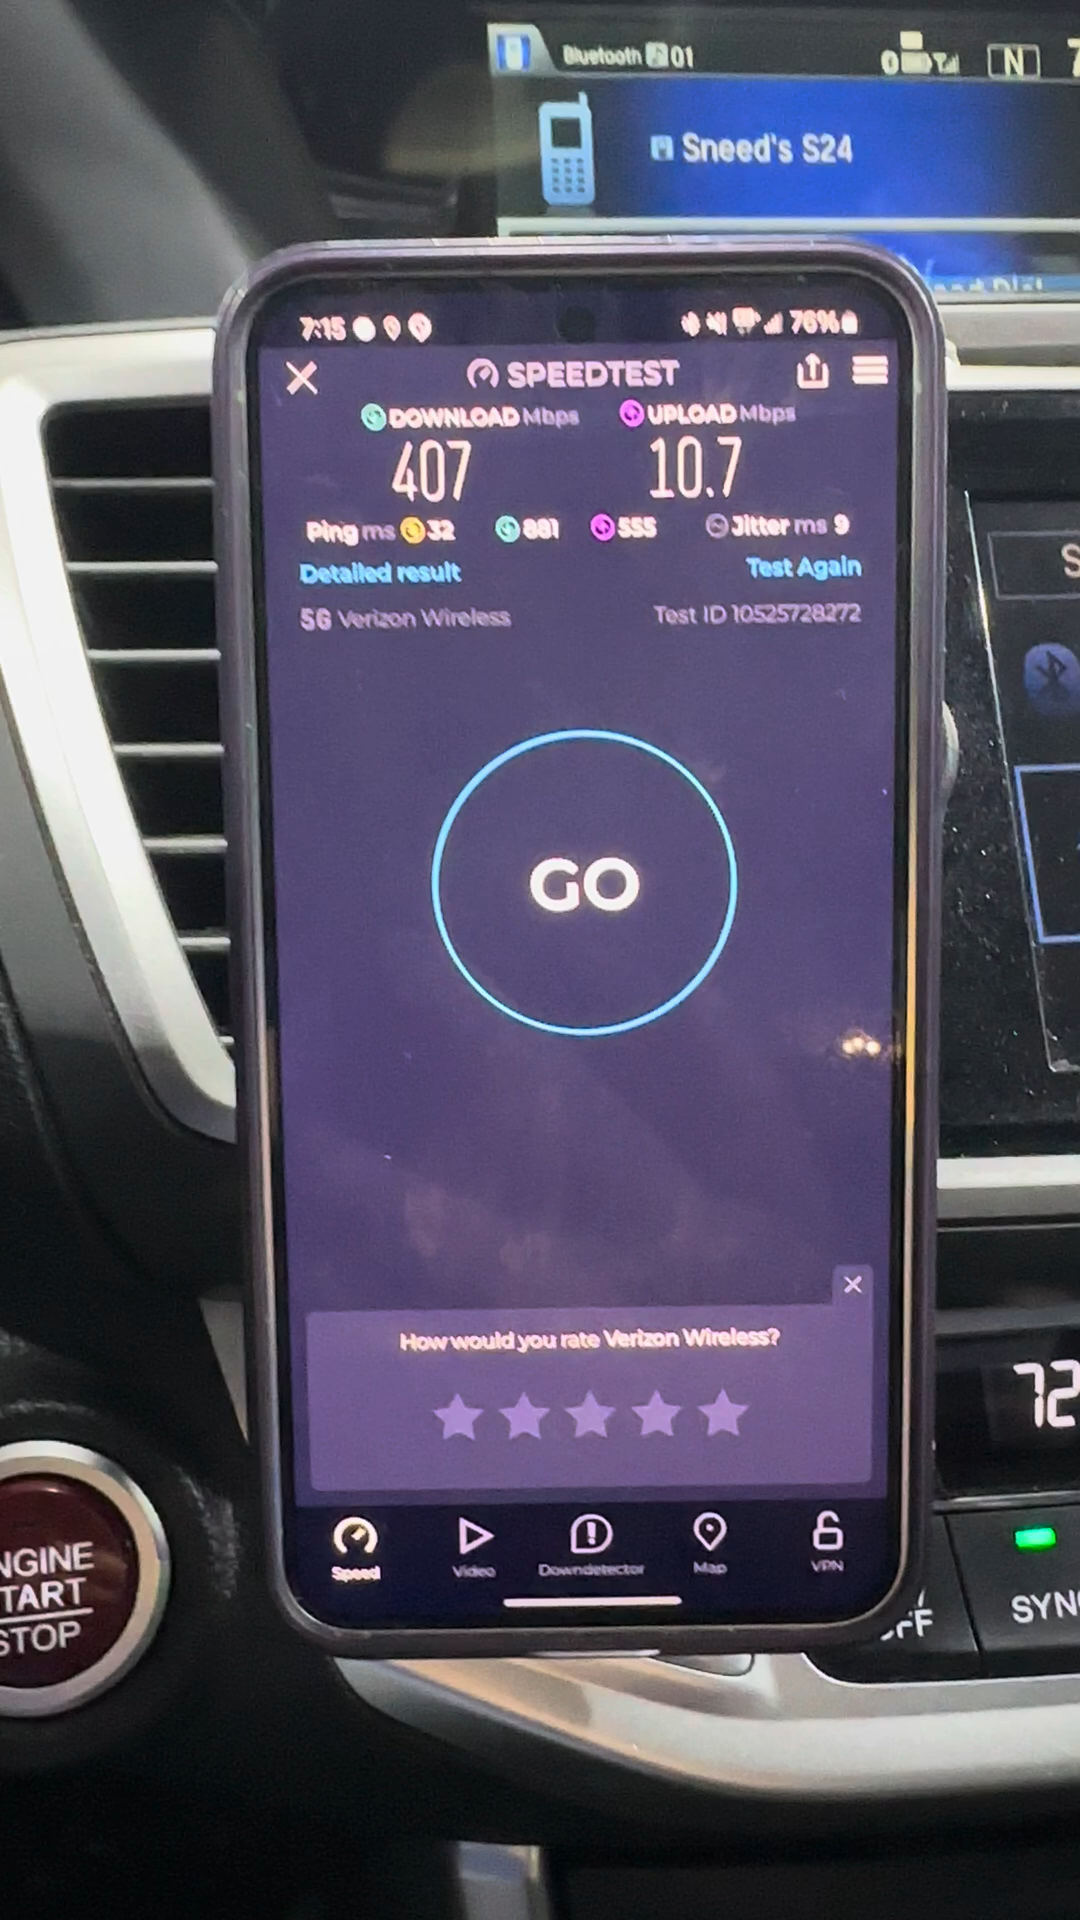 Bluetooth 01
N
Sneed's S24
7:15
76%
SPEEDTEST
DOWNLOAD Mbps
UPLOAD Mbps
407
10.7
Ping ms 32 881 555 Jitter ms 9
Detailed result
Test Again
5G Verizon Wireless
Test ID 10525728272
GO
How would you rate Verizon Wireless?
Speed
Video
Downdetector
Map
VPN
72
NGINE
TART
STOP
FF
SYN